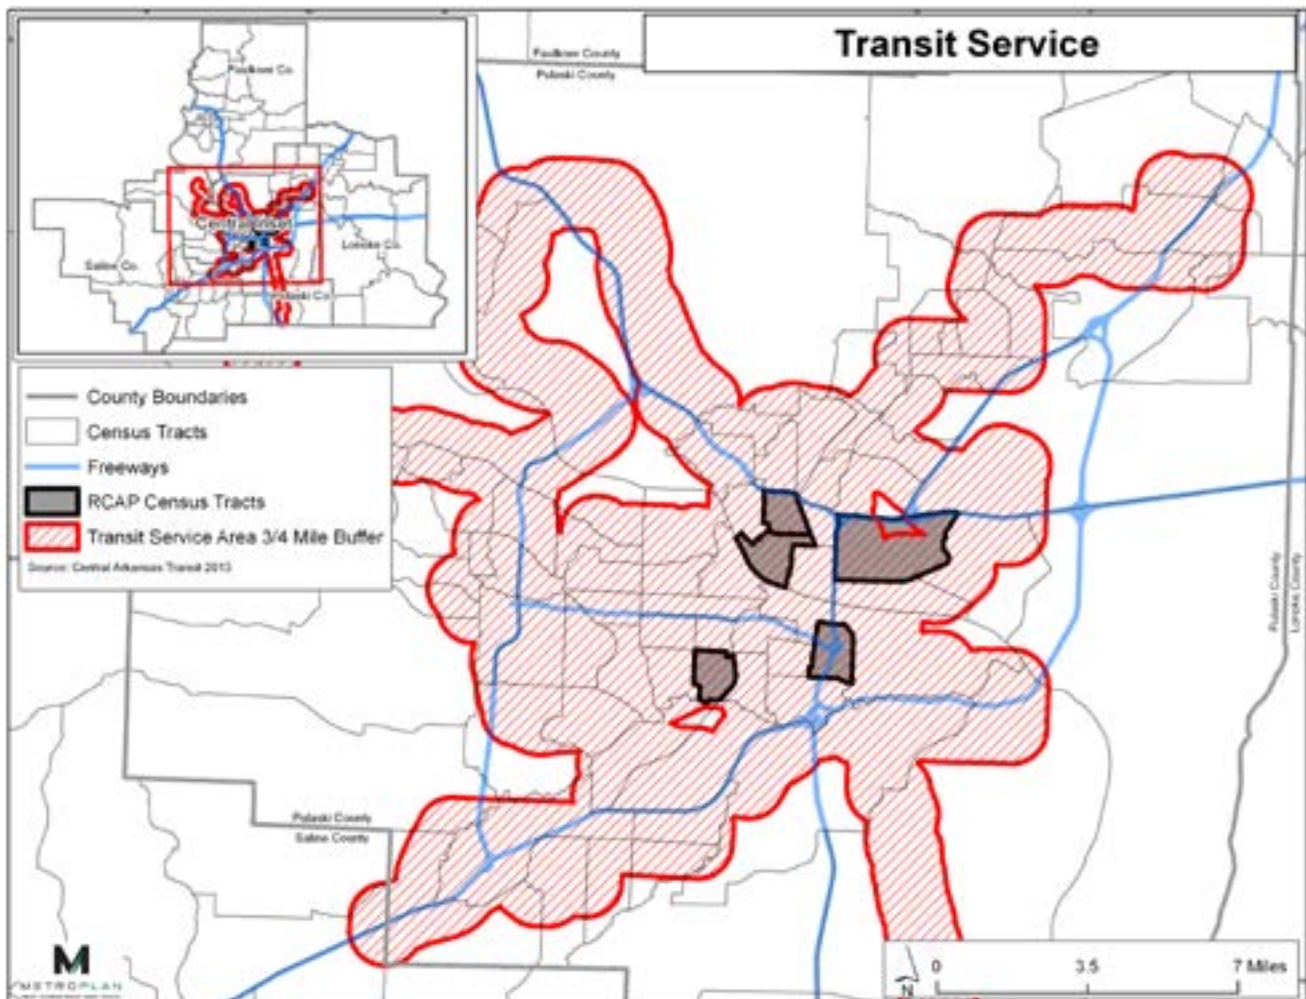 Transit Service
Faulkner County
Pulaski County
Faulkner Co.
Central Inset
Lonoke Co.
Saline Co.
Pulaski Co.
County Boundaries
Census Tracts
Freeways
RCAP Census Tracts
Transit Service Area 3/4 Mile Buffer
Source: Central Arkansas Transit 2013
Pulaski County
Lonoke County
Pulaski County
Saline County
M
METROPLAN
N
0 3.5 7 Miles